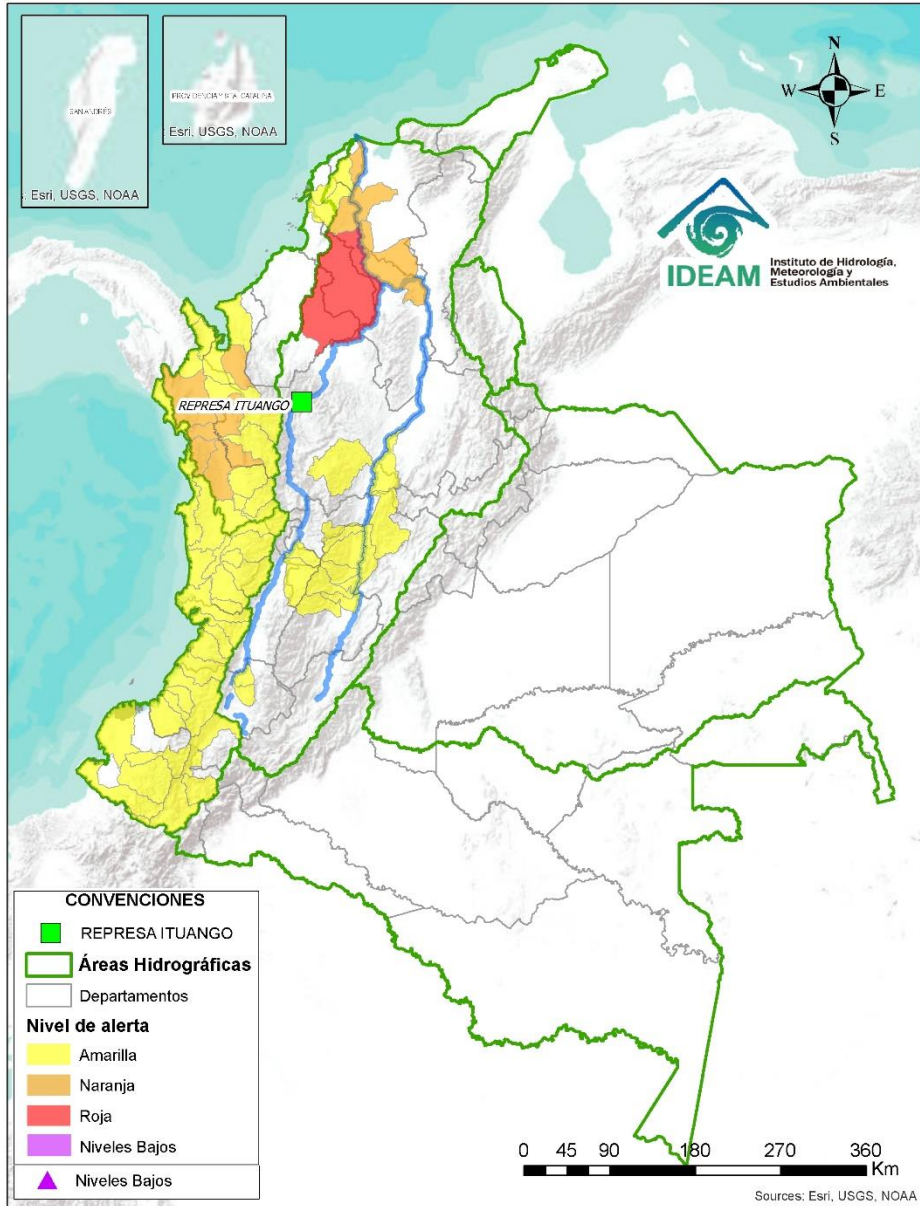 SAN ANDRÉS
: Esri, USGS, NOAA
PROVIDENCIA Y STA. CATALINA
: Esri, USGS, NOAA
N
W E
S
IDEAM
Instituto de Hidrología,
Meteorología y
Estudios Ambientales
REPRESA ITUANGO
CONVENCIONES
REPRESA ITUANGO
Áreas Hidrográficas
Departamentos
Nivel de alerta
Amarilla
Naranja
Roja
Niveles Bajos
Niveles Bajos
0 45 90 180 270 360
Km
Sources: Esri, USGS, NOAA